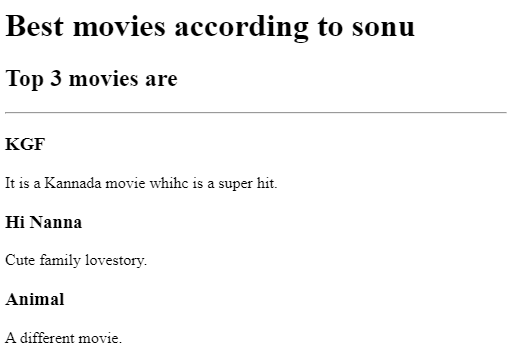 Best movies according to sonu
Top 3 movies are
KGF
It is a Kannada movie whihc is a super hit.
Hi Nanna
Cute family lovestory.
Animal
A different movie.